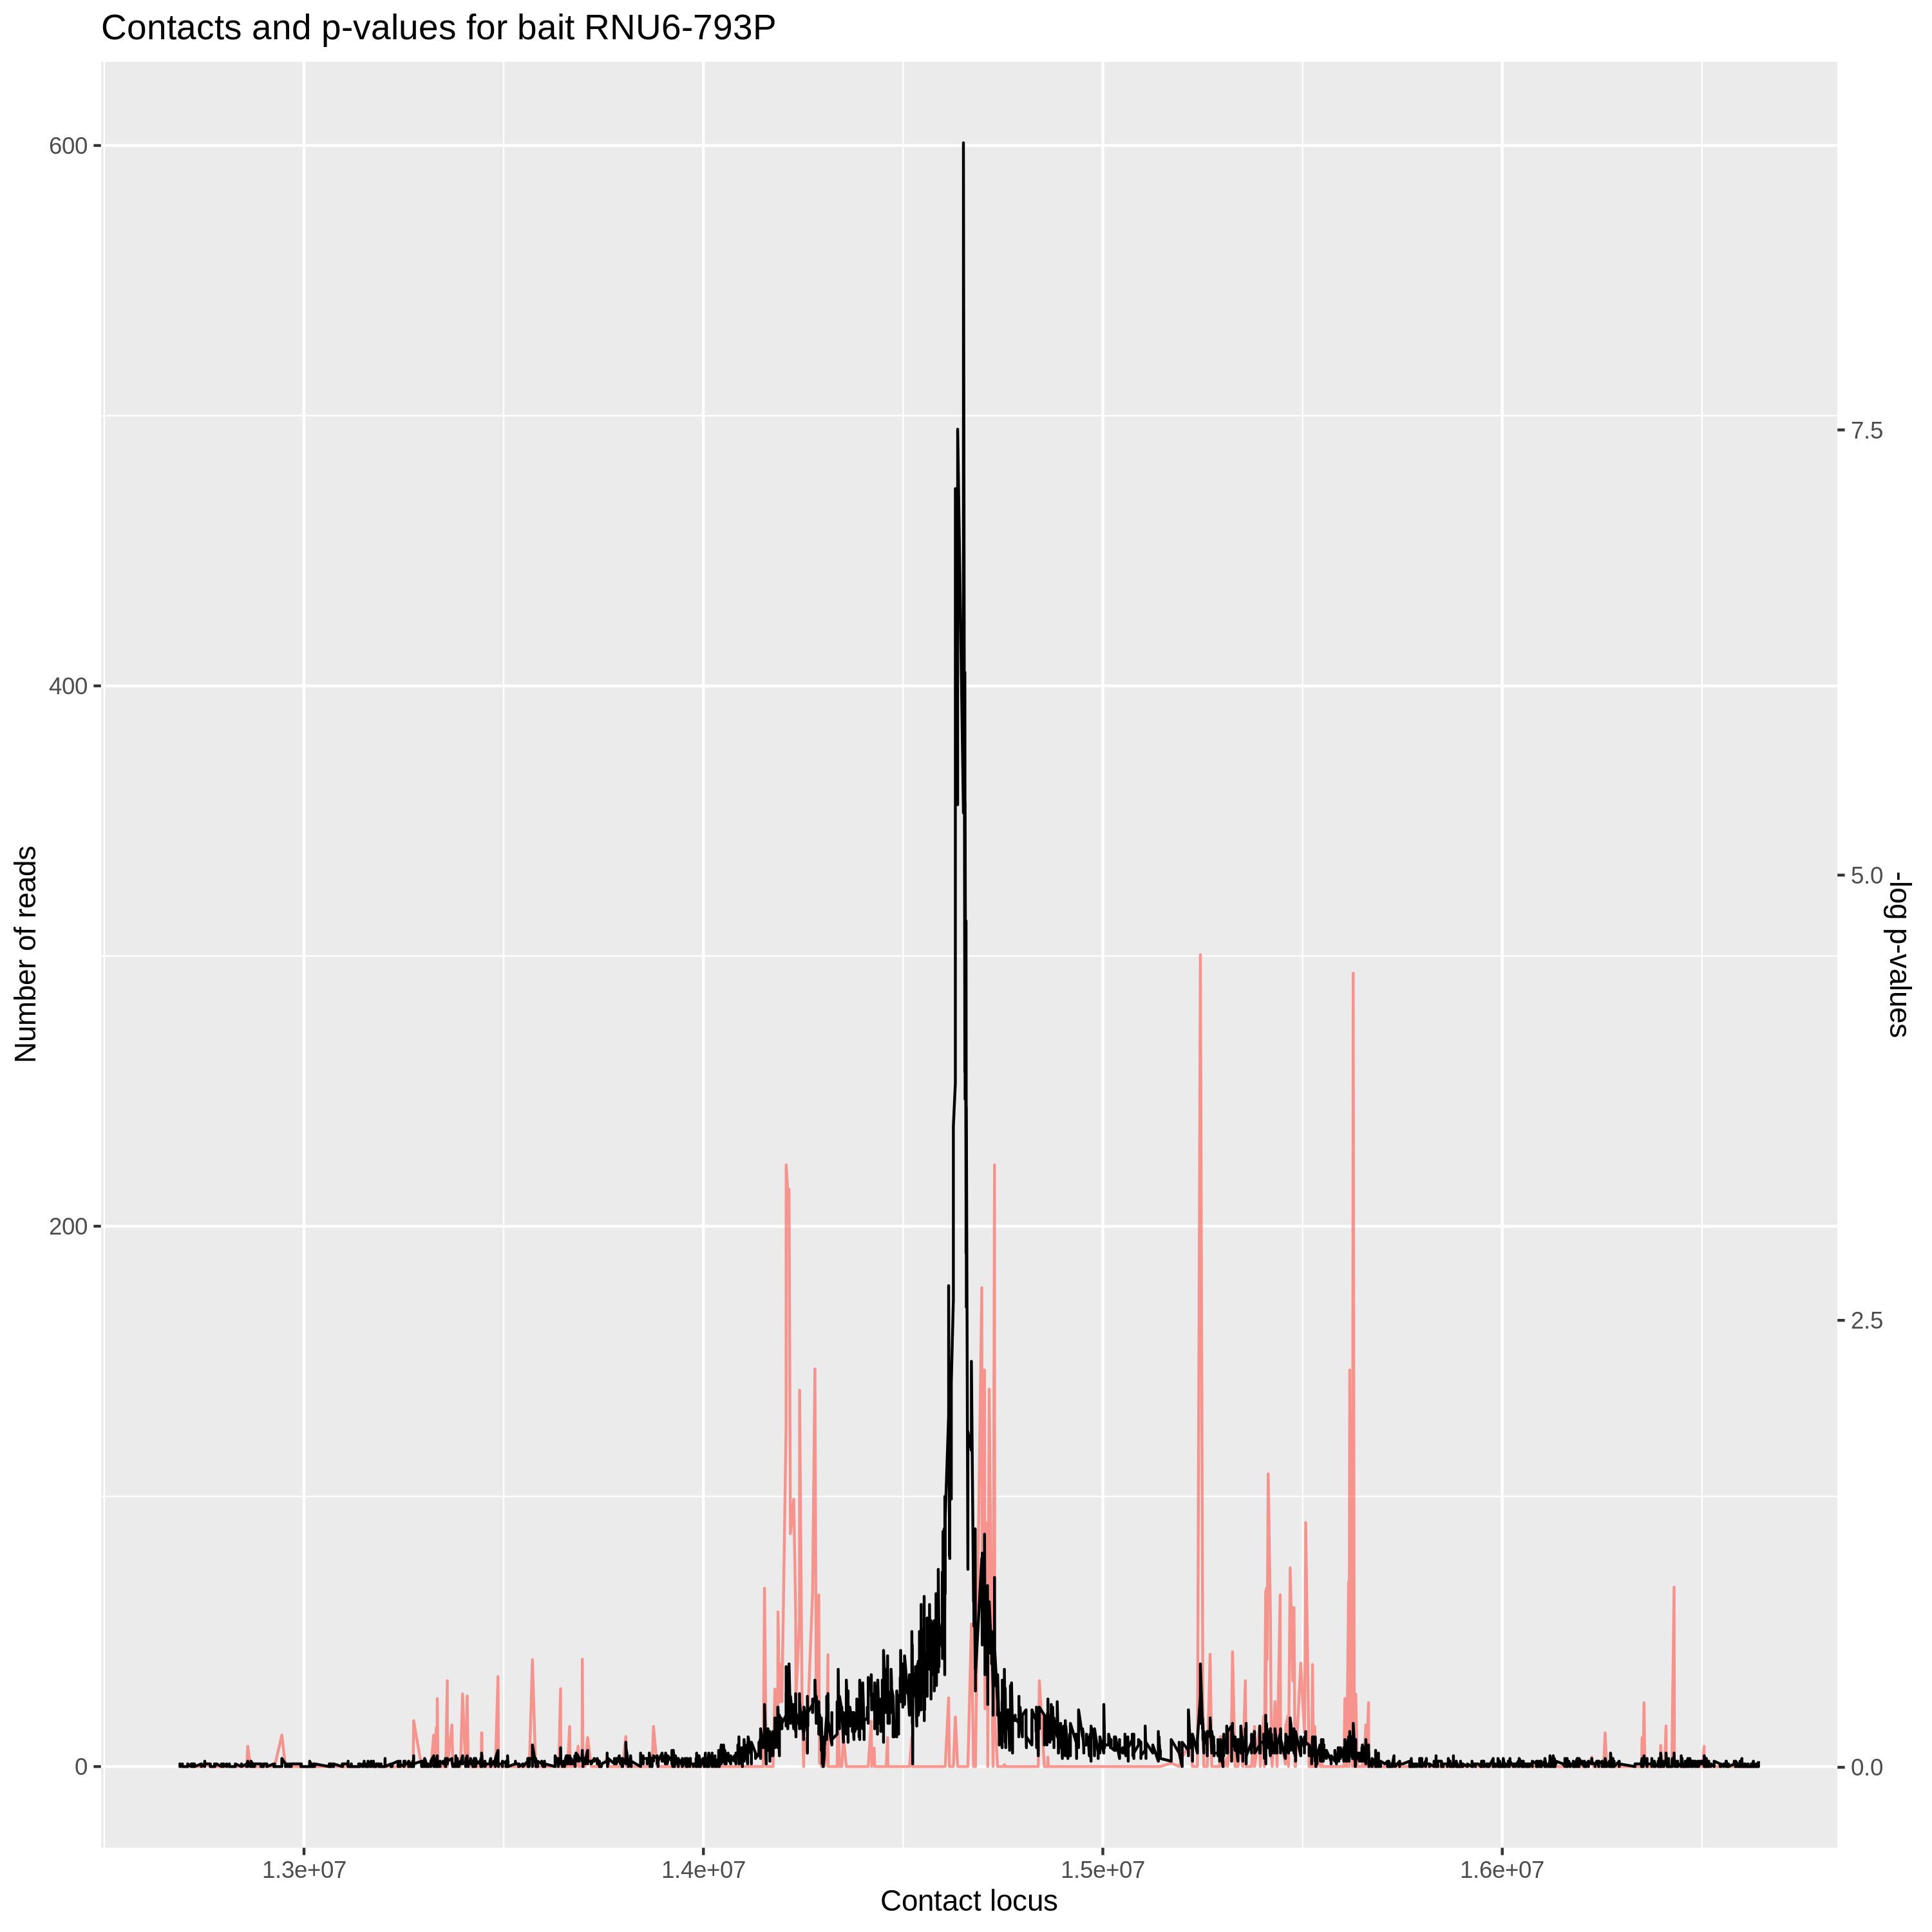 Contacts and p-values for bait RNU6-793P
600
400
200
0
Number of reads
7.5
5.0
2.5
0.0
-log p-values
1.3e+07
1.4e+07
1.5e+07
1.6e+07
Contact locus